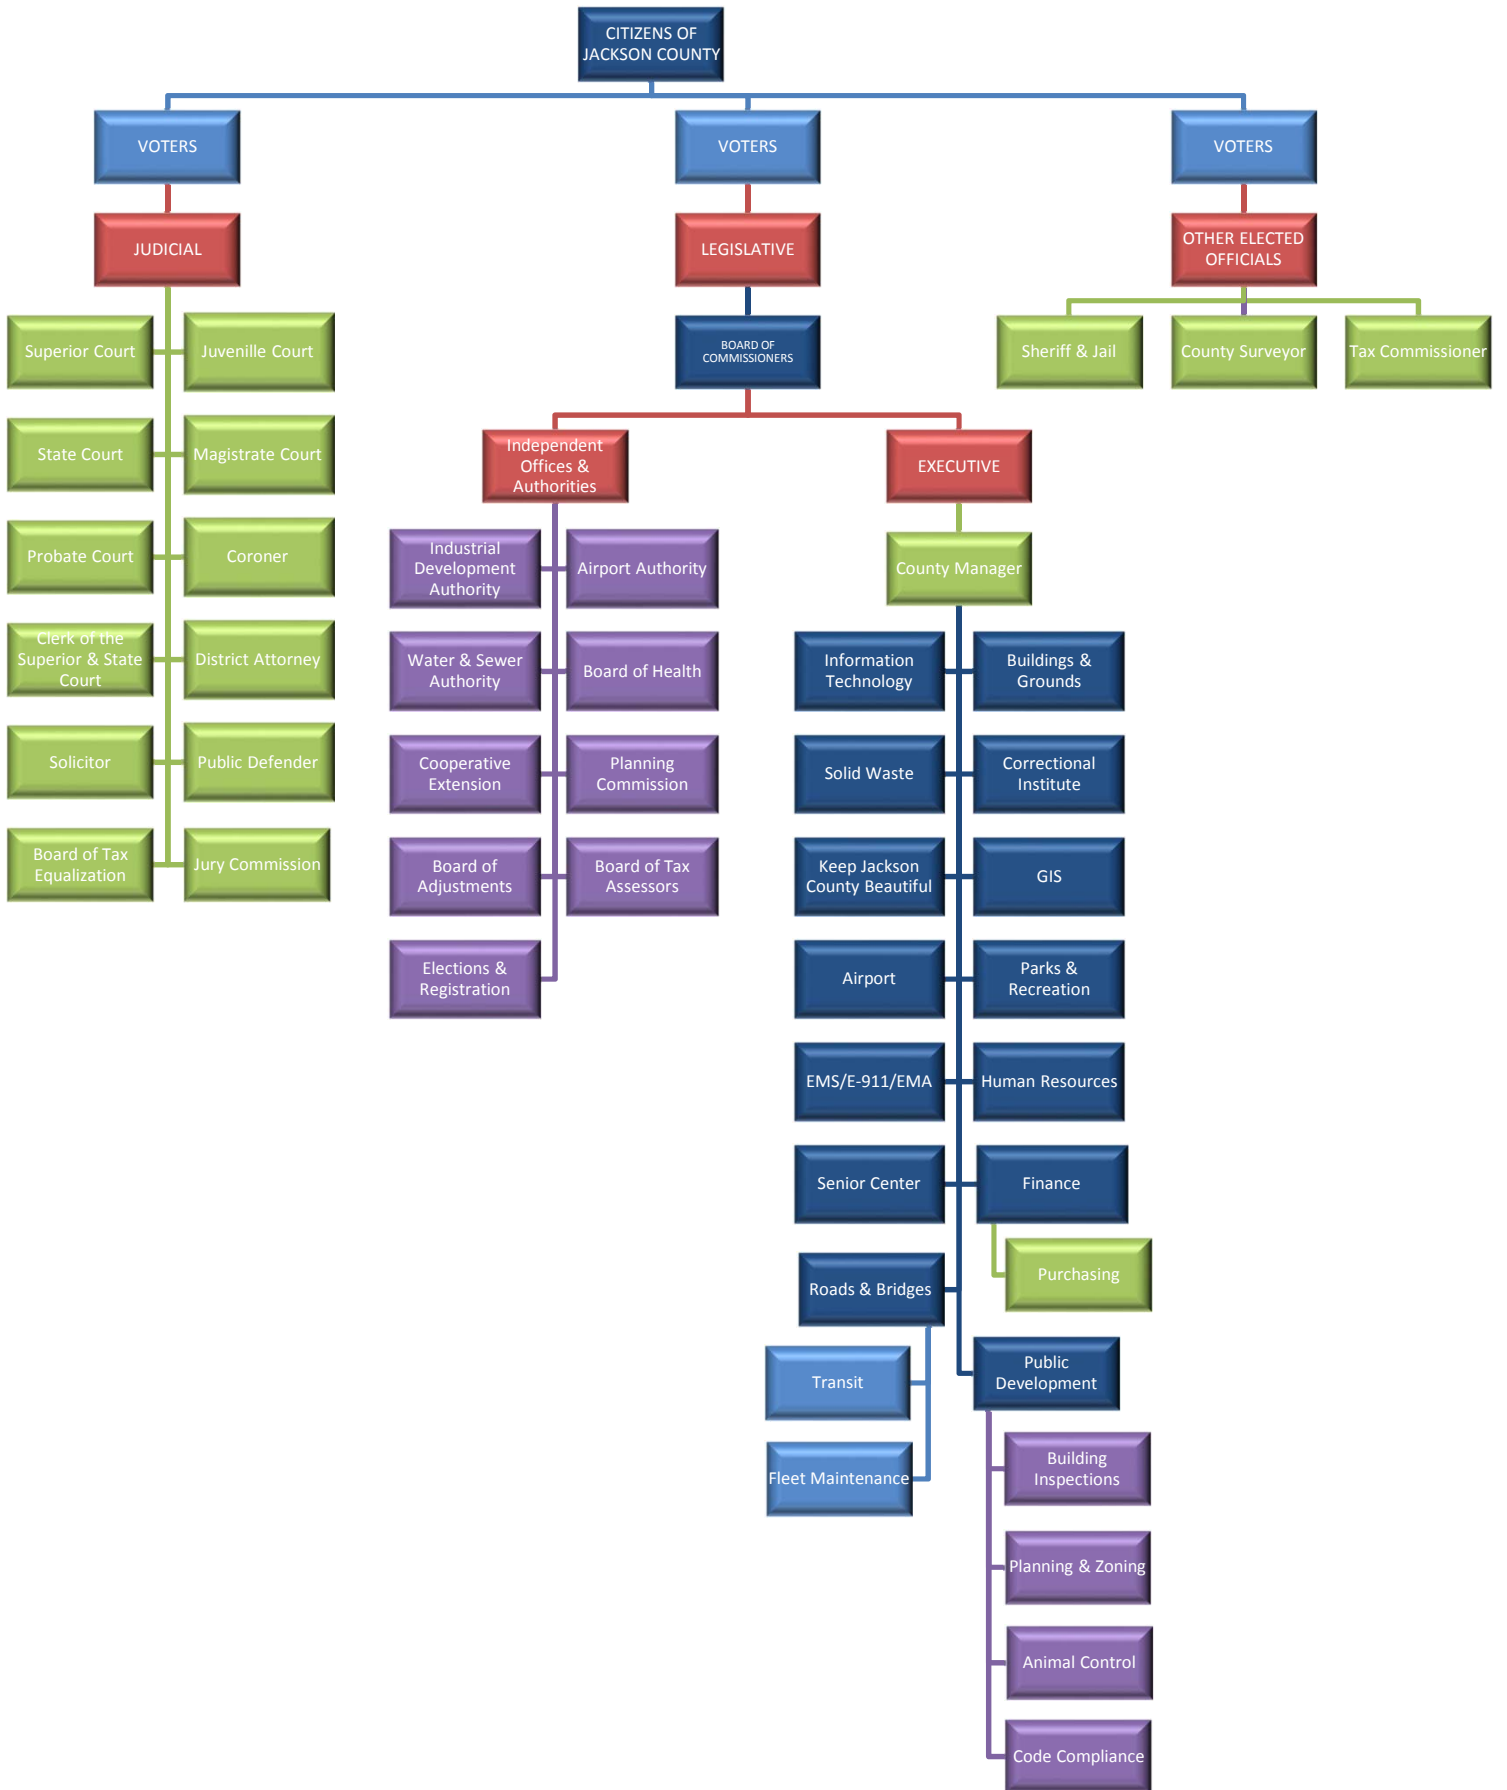 CITIZENS OF
JACKSON COUNTY
VOTERS
VOTERS
VOTERS
JUDICIAL
LEGISLATIVE
OTHER ELECTED
OFFICIALS
Superior Court
Juvenille Court
State Court
Magistrate Court
Probate Court
Coroner
Clerk of the
Superior & State
Court
District Attorney
Solicitor
Public Defender
Board of Tax
Equalization
Jury Commission
BOARD OF
COMMISSIONERS
Sheriff & Jail
County Surveyor
Tax Commissioner
Independent
Offices &
Authorities
EXECUTIVE
Industrial
Development
Authority
Airport Authority
Water & Sewer
Authority
Board of Health
Cooperative
Extension
Planning
Commission
Board of
Adjustments
Board of Tax
Assessors
Elections &
Registration
County Manager
Information
Technology
Buildings &
Grounds
Solid Waste
Correctional
Institute
Keep Jackson
County Beautiful
GIS
Airport
Parks &
Recreation
EMS/E-911/EMA
Human Resources
Senior Center
Finance
Purchasing
Roads & Bridges
Transit
Fleet Maintenance
Public
Development
Building
Inspections
Planning & Zoning
Animal Control
Code Compliance